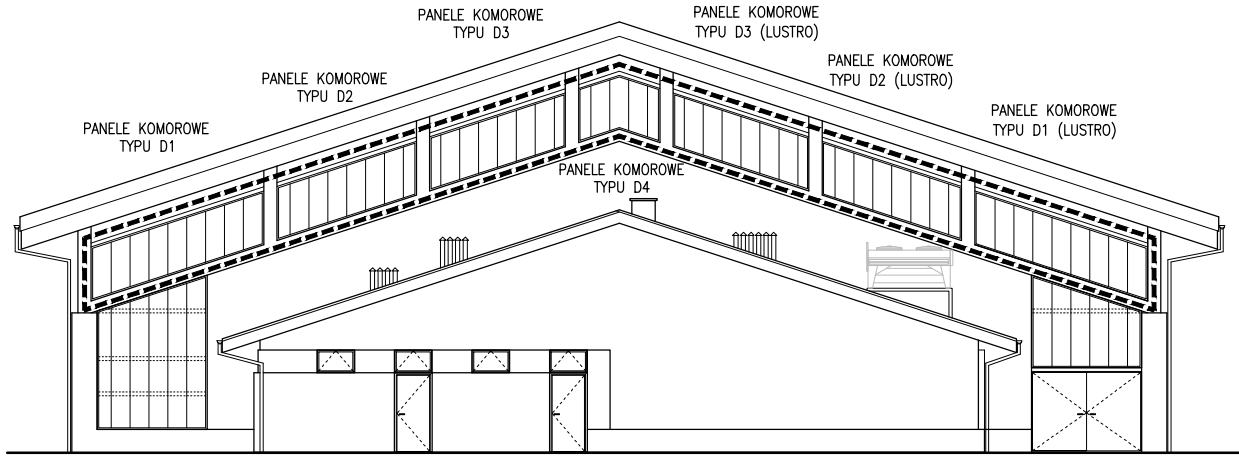 PANELE KOMOROWE
TYPU D3
PANELE KOMOROWE
TYPU D3 (LUSTRO)
PANELE KOMOROWE
TYPU D2
PANELE KOMOROWE
TYPU D2 (LUSTRO)
PANELE KOMOROWE
TYPU D1
PANELE KOMOROWE
TYPU D1 (LUSTRO)
PANELE KOMOROWE
TYPU D4